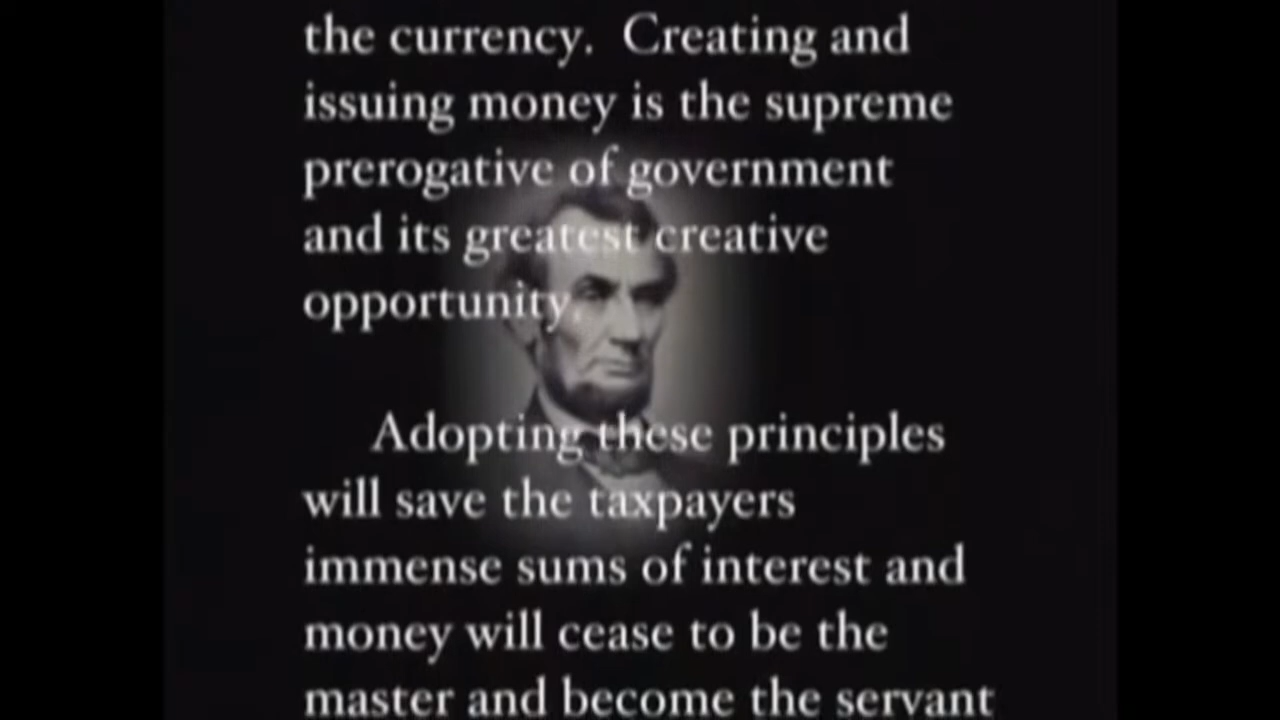 the currency.  Creating and
issuing money is the supreme
prerogative of government
and its greatest creative
opportunity.
Adopting these principles
will save the taxpayers
immense sums of interest and
money will cease to be the
master and become the servant